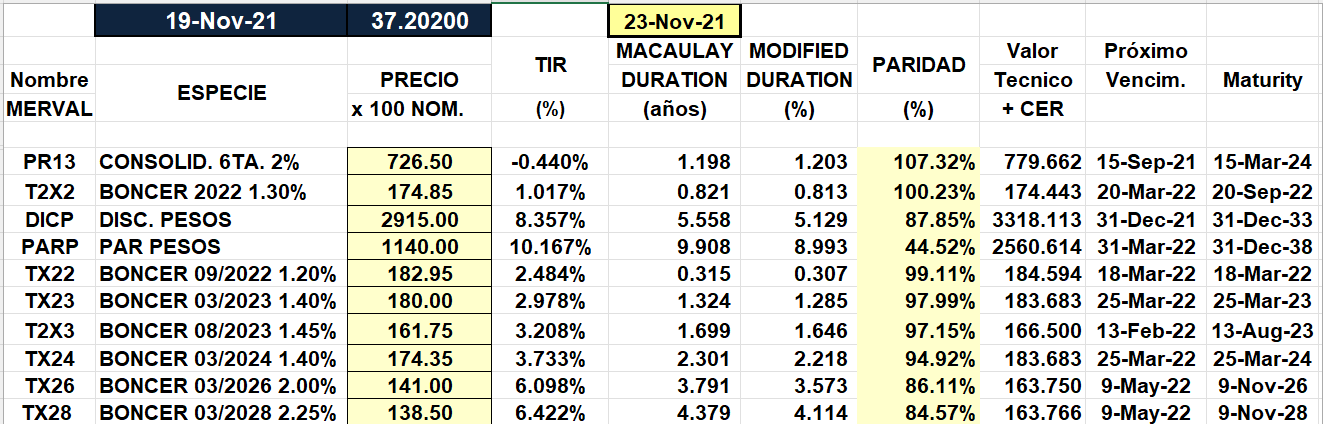 19-Nov-21 37.20200 23-Nov-21
Nombre MERVAL ESPECIE PRECIO x 100 NOM. TIR (%) MACAULAY DURATION (años) MODIFIED DURATION (%) PARIDAD (%) Valor Tecnico + CER Próximo Vencim. Maturity
PR13 CONSOLID. 6TA. 2% 726.50 -0.440% 1.198 1.203 107.32% 779.662 15-Sep-21 15-Mar-24
T2X2 BONCER 2022 1.30% 174.85 1.017% 0.821 0.813 100.23% 174.443 20-Mar-22 20-Sep-22
DICP DISC. PESOS 2915.00 8.357% 5.558 5.129 87.85% 3318.113 31-Dec-21 31-Dec-33
PARP PAR PESOS 1140.00 10.167% 9.908 8.993 44.52% 2560.614 31-Mar-22 31-Dec-38
TX22 BONCER 09/2022 1.20% 182.95 2.484% 0.315 0.307 99.11% 184.594 18-Mar-22 18-Mar-22
TX23 BONCER 03/2023 1.40% 180.00 2.978% 1.324 1.285 97.99% 183.683 25-Mar-22 25-Mar-23
T2X3 BONCER 08/2023 1.45% 161.75 3.208% 1.699 1.646 97.15% 166.500 13-Feb-22 13-Aug-23
TX24 BONCER 03/2024 1.40% 174.35 3.733% 2.301 2.218 94.92% 183.683 25-Mar-22 25-Mar-24
TX26 BONCER 03/2026 2.00% 141.00 6.098% 3.791 3.573 86.11% 163.750 9-May-22 9-Nov-26
TX28 BONCER 03/2028 2.25% 138.50 6.422% 4.379 4.114 84.57% 163.766 9-May-22 9-Nov-28